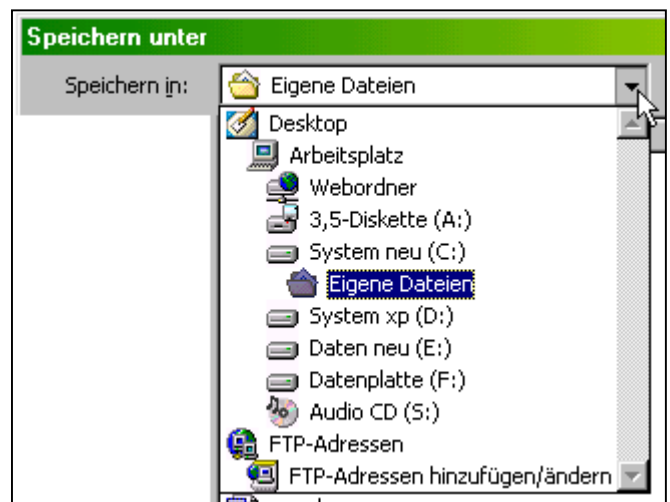 Speichern unter
Speichern in: Eigene Dateien
Desktop
Arbeitsplatz
Webordner
3,5-Diskette (A:)
System neu (C:)
Eigene Dateien
System xp (D:)
Daten neu (E:)
Datenplatte (F:)
Audio CD (S:)
FTP-Adressen
FTP-Adressen hinzufügen/ändern